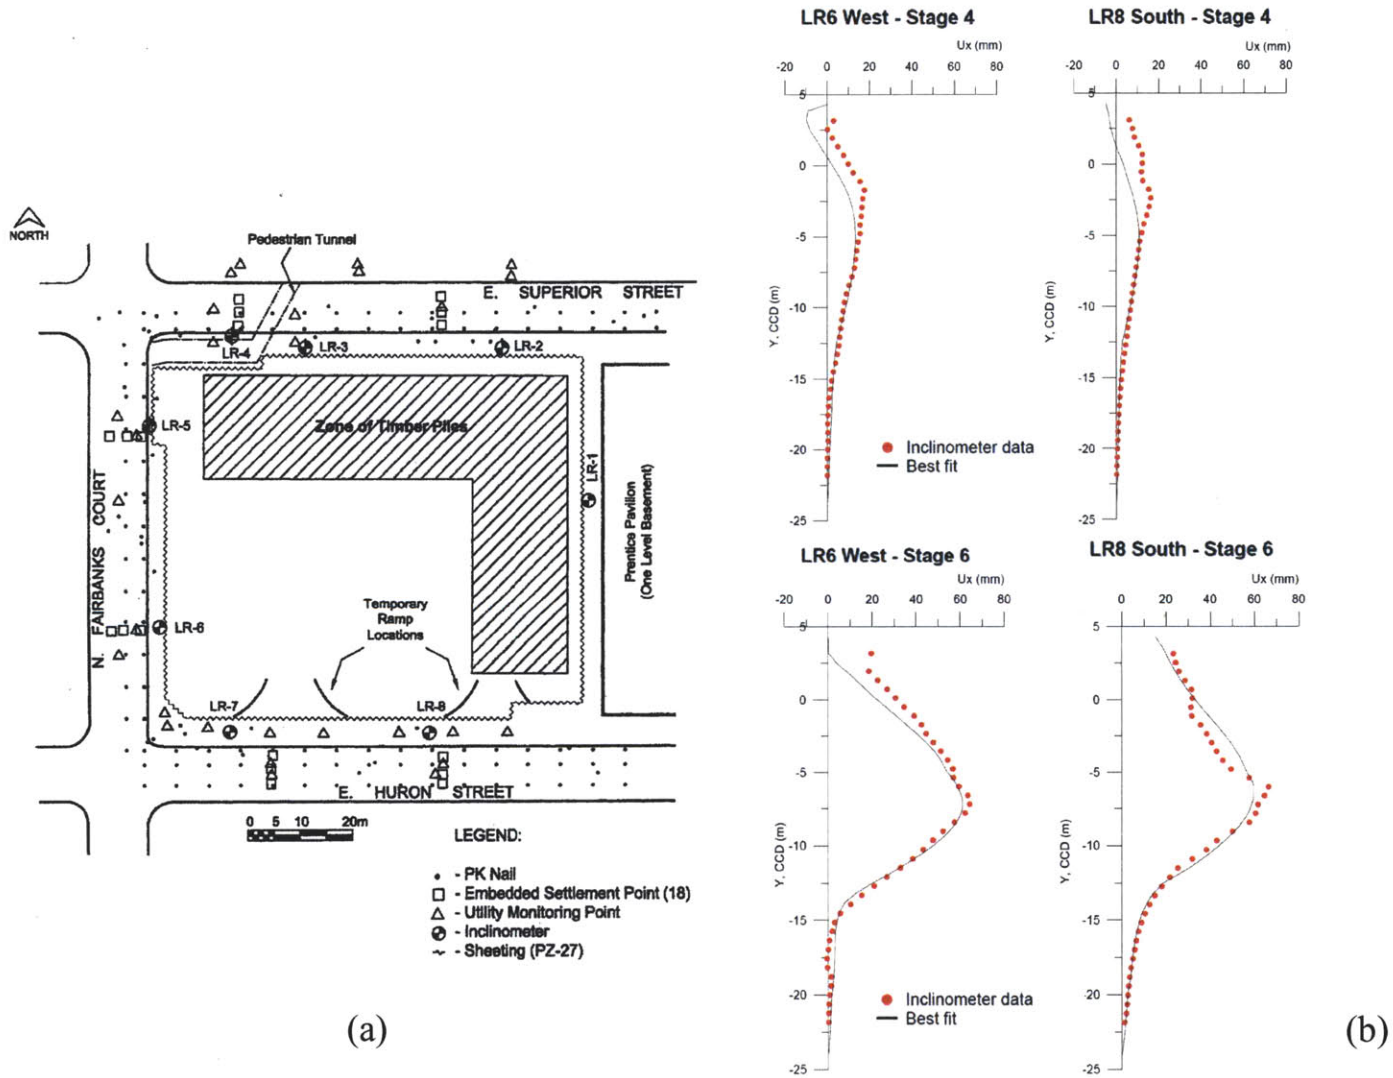 NORTH
Pedestrian Tunnel
E. SUPERIOR STREET
LR-4
LR-3
LR-2
LR-5
Zone of Timber Piles
LR-1
N. FAIRBANKS COURT
Prentice Pavilion
(One Level Basement)
Temporary
Ramp
Locations
LR-6
LR-7
LR-8
E. HURON STREET
0 5 10 20m
LEGEND:
- PK Nail
- Embedded Settlement Point (18)
- Utility Monitoring Point
- Inclinometer
- Sheeting (PZ-27)
(a)
LR6 West - Stage 4
Ux (mm)
-20 0 20 40 60 80
5
0
-5
-10
-15
-20
-25
Y, CCD (m)
Inclinometer data
Best fit
LR8 South - Stage 4
Ux (mm)
-20 0 20 40 60 80
5
0
-5
-10
-15
-20
-25
Y, CCD (m)
LR6 West - Stage 6
Ux (mm)
-20 0 20 40 60 80
5
0
-5
-10
-15
-20
-25
Y, CCD (m)
Inclinometer data
Best fit
LR8 South - Stage 6
Ux (mm)
-20 0 20 40 60 80
5
0
-5
-10
-15
-20
-25
Y, CCD (m)
(b)